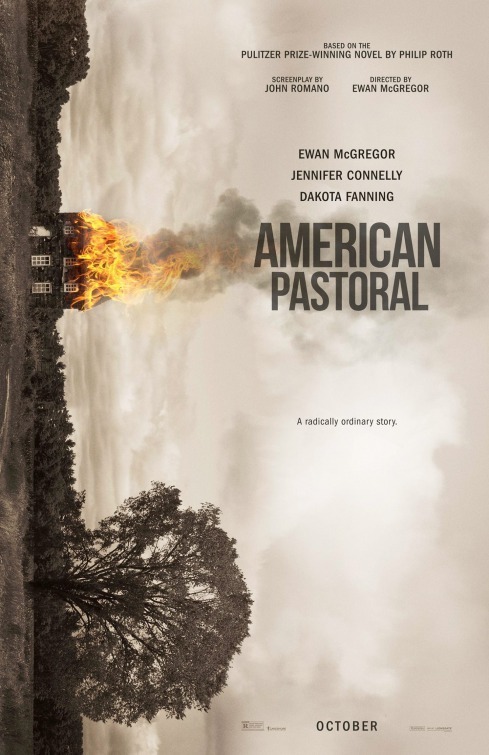 BASED ON THE
PULITZER PRIZE-WINNING NOVEL BY PHILIP ROTH
SCREENPLAY BY
JOHN ROMANO
DIRECTED BY
EWAN McGREGOR
EWAN McGREGOR
JENNIFER CONNELLY
DAKOTA FANNING
AMERICAN
PASTORAL
A radically ordinary story.
OCTOBER